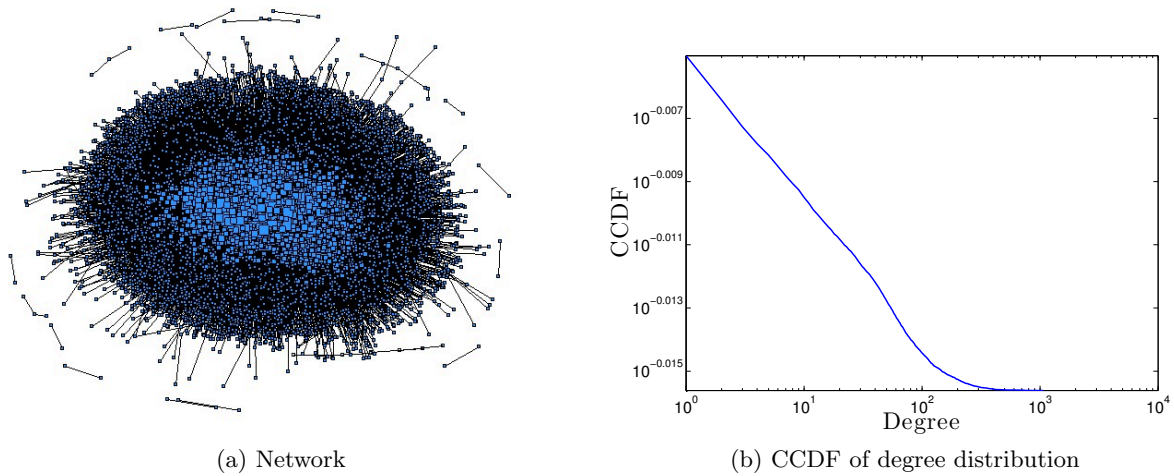 10^-0.007
10^-0.009
10^-0.011
10^-0.013
10^-0.015
CCDF
10^0 10^1 10^2 10^3 10^4
Degree
(a) Network
(b) CCDF of degree distribution